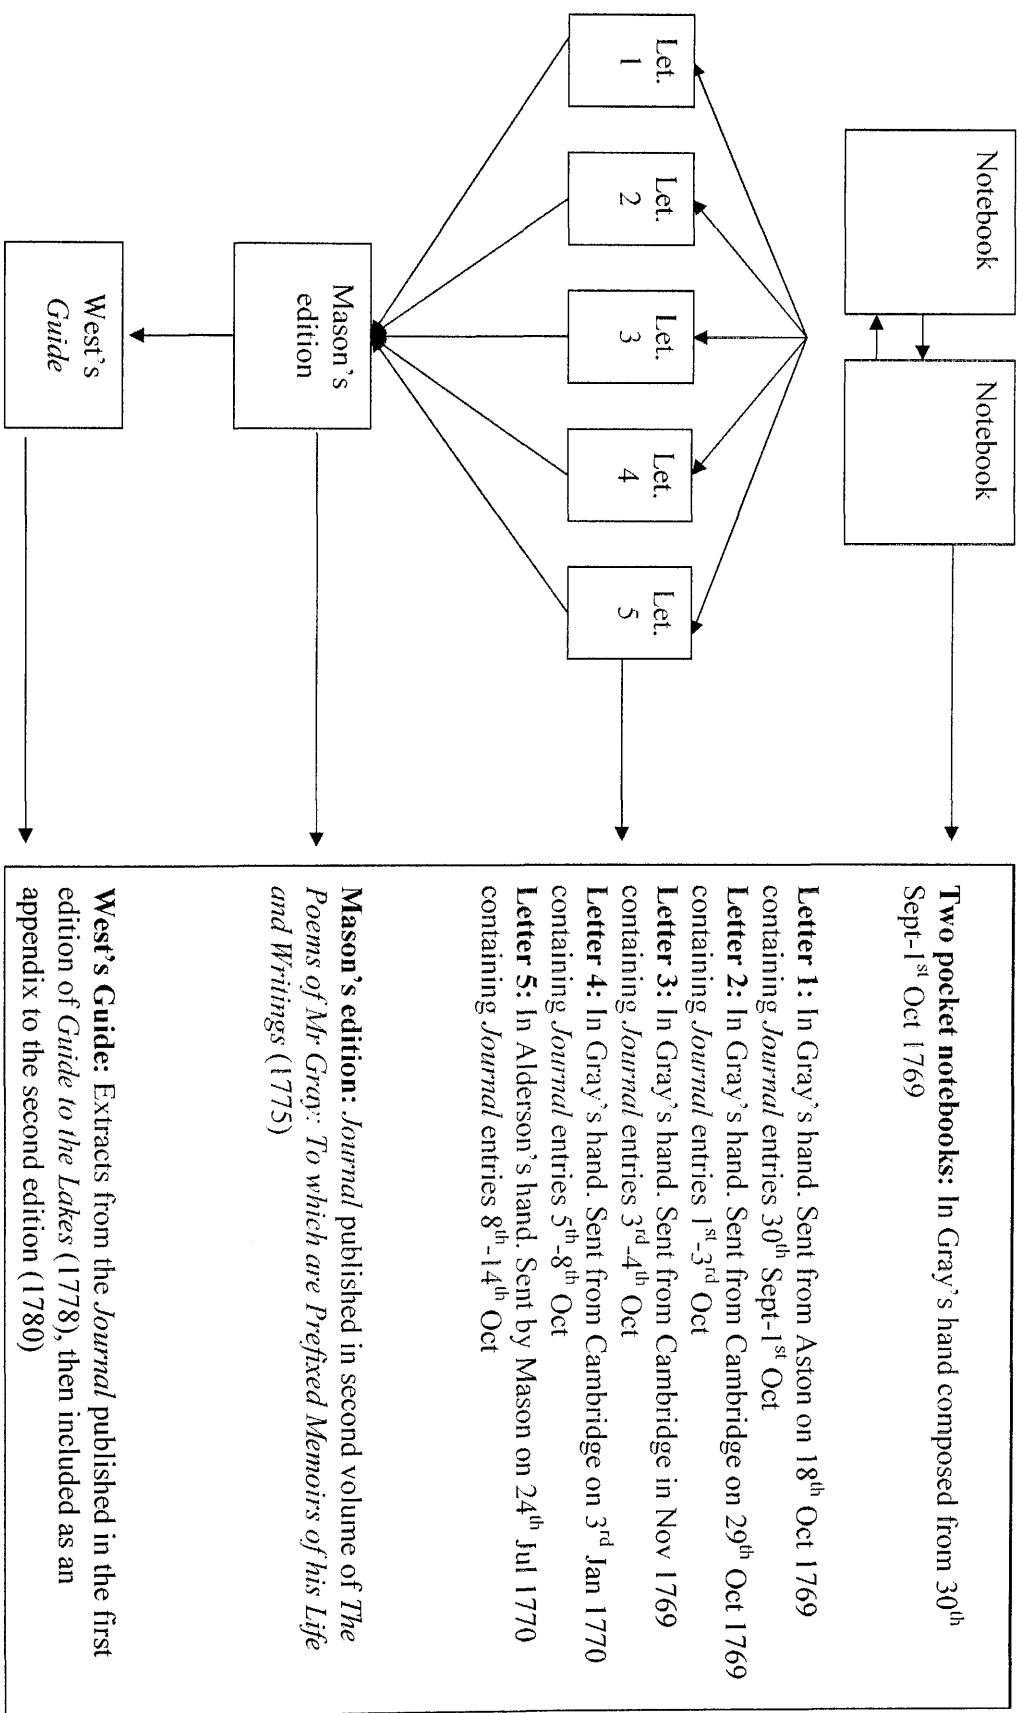 Notebook
Notebook
Let.
1
Let.
2
Let.
3
Let.
4
Let.
5
Mason's
edition
West's
Guide
Two pocket notebooks: In Gray's hand composed from 30th
Sept-1st Oct 1769
Letter 1: In Gray's hand. Sent from Aston on 18th Oct 1769
containing Journal entries 30th Sept-1st Oct
Letter 2: In Gray's hand. Sent from Cambridge on 29th Oct 1769
containing Journal entries 1st-3rd Oct
Letter 3: In Gray's hand. Sent from Cambridge in Nov 1769
containing Journal entries 3rd-4th Oct
Letter 4: In Gray's hand. Sent from Cambridge on 3rd Jan 1770
containing Journal entries 5th-8th Oct
Letter 5: In Alderson's hand. Sent by Mason on 24th Jul 1770
containing Journal entries 8th-14th Oct
Mason's edition: Journal published in second volume of The
Poems of Mr Gray: To which are Prefixed Memoirs of his Life
and Writings (1775)
West's Guide: Extracts from the Journal published in the first
edition of Guide to the Lakes (1778), then included as an
appendix to the second edition (1780)